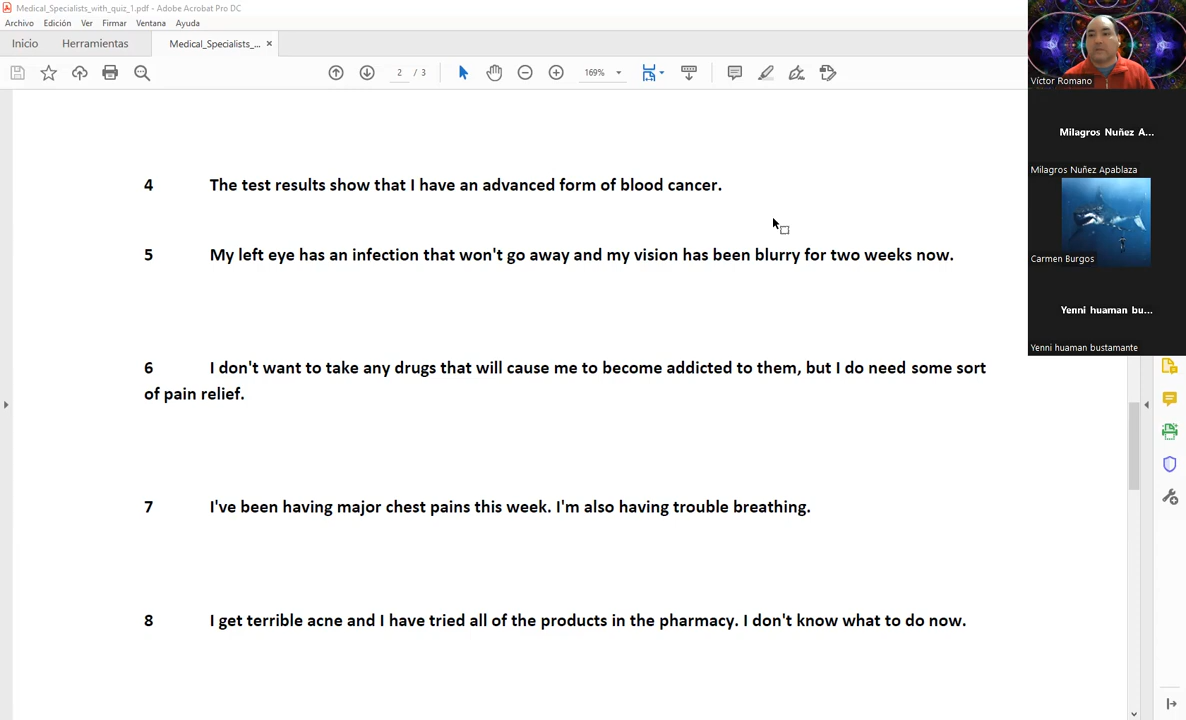 Medical_Specialists_with_quiz_1.pdf - Adobe Acrobat Pro DC
Archivo Edición Ver Firmar Ventana Ayuda
Inicio Herramientas Medical_Specialists_... ×
2 / 3 169%
4 The test results show that I have an advanced form of blood cancer.
5 My left eye has an infection that won't go away and my vision has been blurry for two weeks now.
6 I don't want to take any drugs that will cause me to become addicted to them, but I do need some sort
of pain relief.
7 I've been having major chest pains this week. I'm also having trouble breathing.
8 I get terrible acne and I have tried all of the products in the pharmacy. I don't know what to do now.
Víctor Romano
Milagros Nuñez A...
Milagros Nuñez Apablaza
Carmen Burgos
Yenni huaman bu...
Yenni huaman bustamante